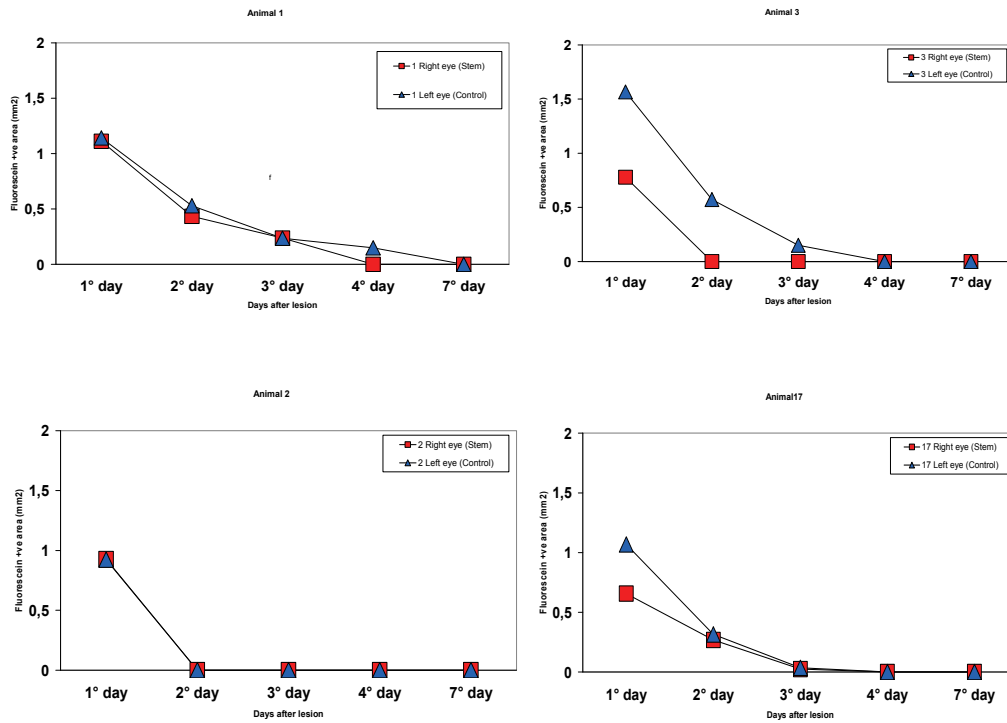 Animal 1
2
1,5
1
0,5
0
Fluorescein +ve area (mm2)
1 Right eye (Stem)
1 Left eye (Control)
f
1° day 2° day 3° day 4° day 7° day
Days after lesion
Animal 3
2
1,5
1
0,5
0
Fluorescein +ve area (mm2)
3 Right eye (Stem)
3 Left eye (Control)
1° day 2° day 3° day 4° day 7° day
Days after lesion
Animal 2
2
1,5
1
0,5
0
Fluorescein +ve area (mm2)
2 Right eye (Stem)
2 Left eye (Control)
1° day 2° day 3° day 4° day 7° day
Days after lesion
Animal17
2
1,5
1
0,5
0
Fluorescein +ve area (mm2)
17 Right eye (Stem)
17 Left eye (Control)
1° day 2° day 3° day 4° day 7° day
Days after lesion